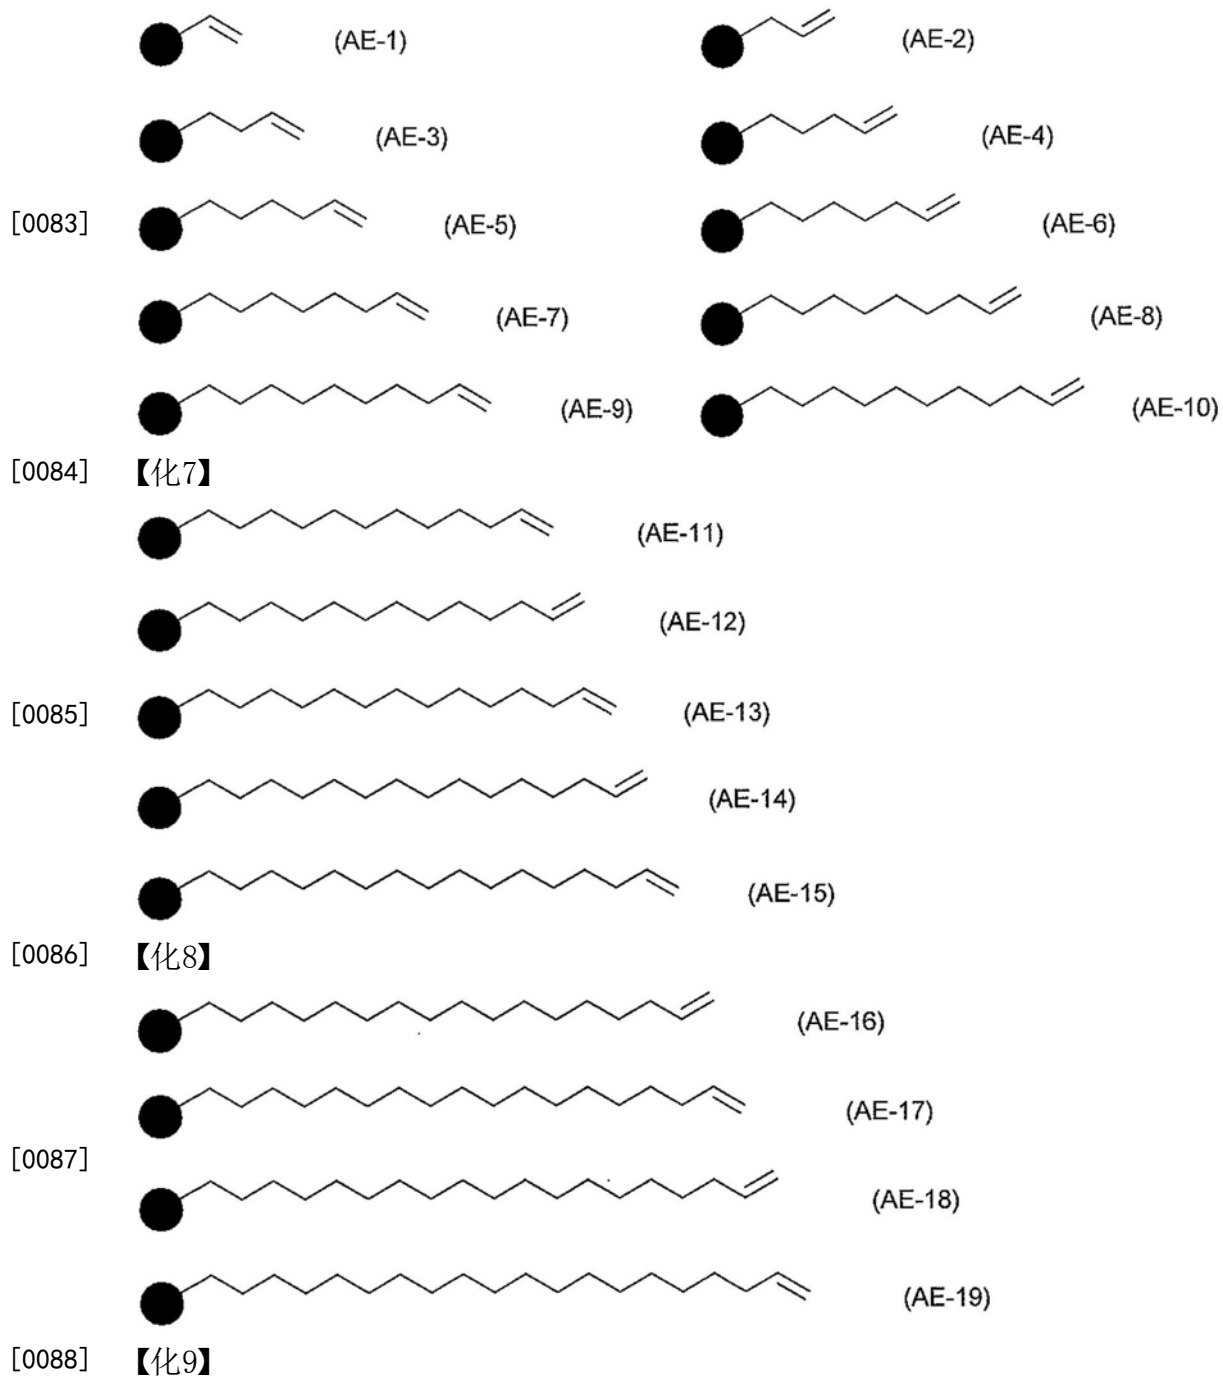 (AE-1) (AE-2)
(AE-3) (AE-4)
[0083] (AE-5) (AE-6)
(AE-7) (AE-8)
(AE-9) (AE-10)
[0084] 【化7】
(AE-11)
(AE-12)
[0085] (AE-13)
(AE-14)
(AE-15)
[0086] 【化8】
(AE-16)
(AE-17)
[0087]
(AE-18)
(AE-19)
[0088] 【化9】